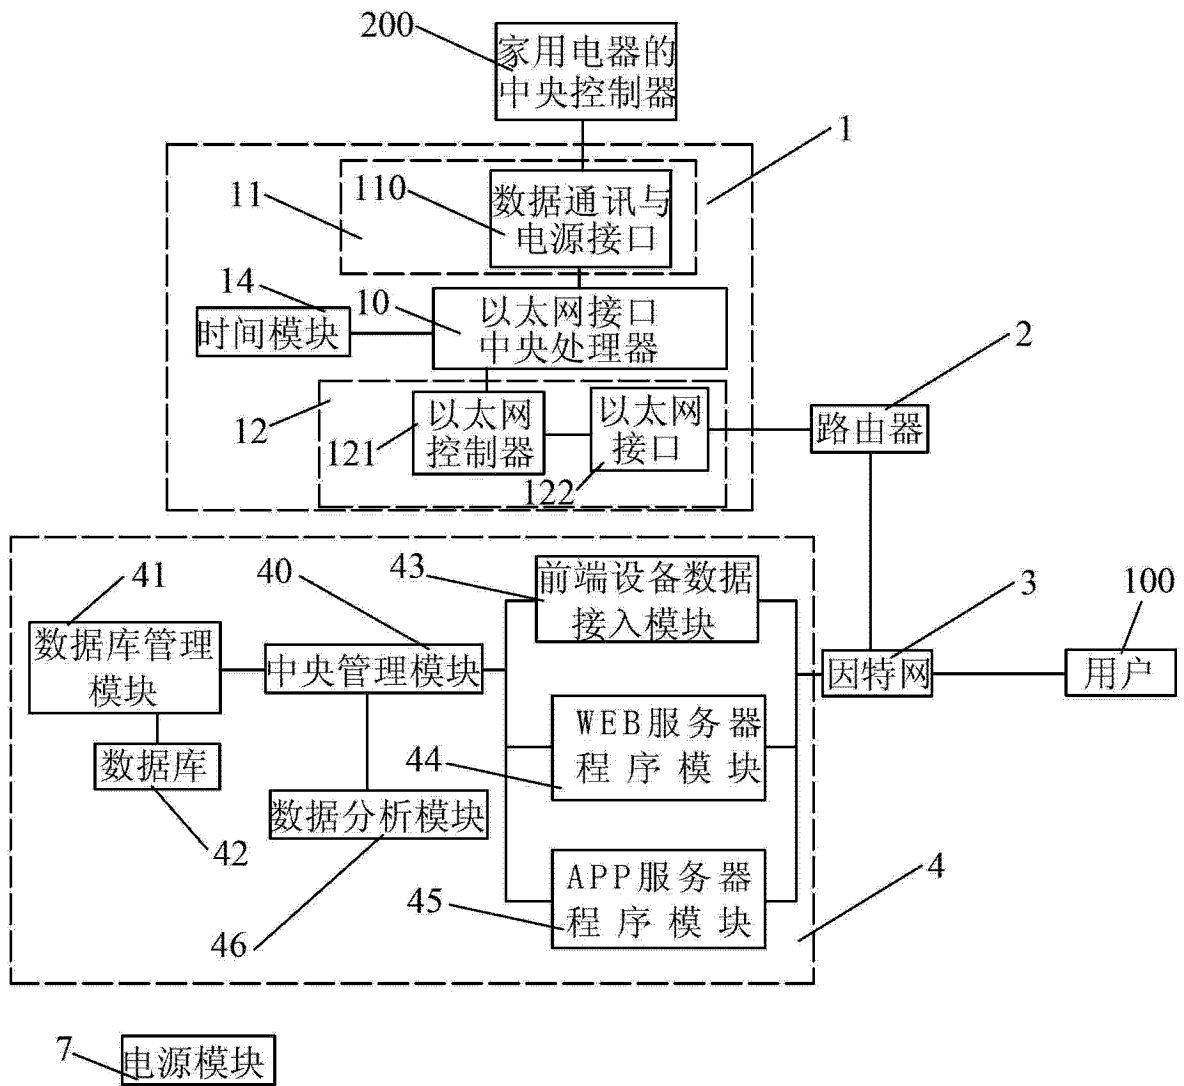 200
家用电器的
中央控制器
1
11
110
数据通讯与
电源接口
14
10
时间模块
以太网接口
中央处理器
2
12
121
以太网
控制器
以太网
接口
122
路由器
41
40
43
前端设备数据
接入模块
3
100
数据库管理
模块
中央管理模块
因特网
用户
WEB服务器
程序模块
44
数据库
42
数据分析模块
46
APP服务器
程序模块
45
4
7
电源模块